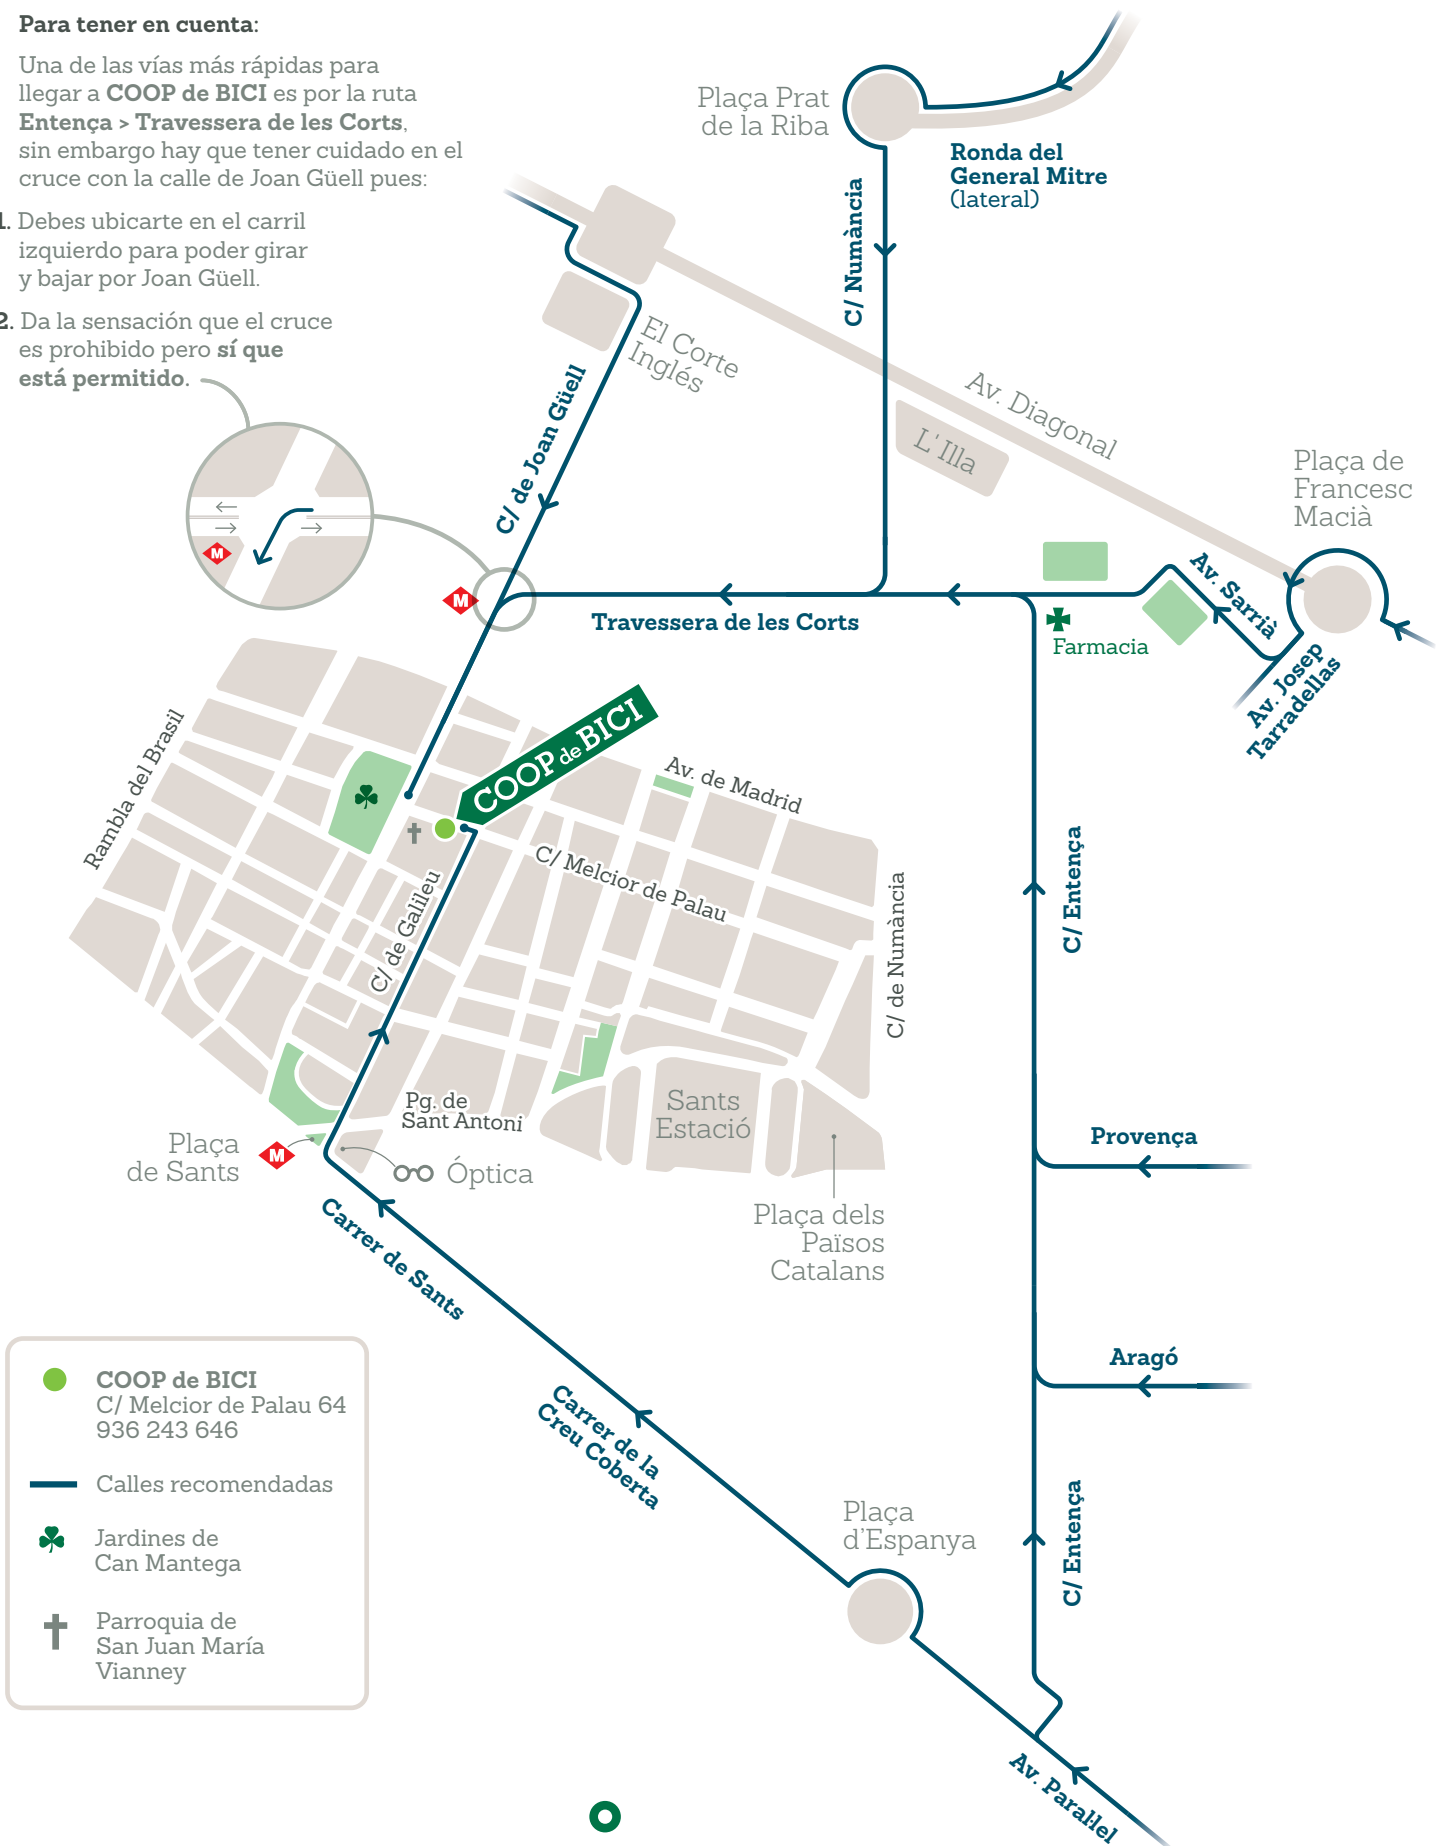 Para tener en cuenta:
Una de las vías más rápidas para
llegar a COOP de BICI es por la ruta
Entença > Travessera de les Corts,
sin embargo hay que tener cuidado en el
cruce con la calle de Joan Güell pues:
1. Debes ubicarte en el carril
izquierdo para poder girar
y bajar por Joan Güell.
2. Da la sensación que el cruce
es prohibido pero sí que
está permitido.
Plaça Prat
de la Riba
Ronda del
General Mitre
(lateral)
C/ Numància
El Corte
Inglés
Av. Diagonal
L'Illa
C/ de Joan Güell
Plaça de
Francesc
Macià
M
M
Av. Sarrià
Travessera de les Corts
Farmacia
Av. Josep
Tarradellas
Rambla del Brasil
COOP de BICI
Av. de Madrid
C/ Melcior de Palau
C/ de Galileu
C/ de Numància
C/ Entença
Pg. de
Sant Antoni
Sants
Estació
Plaça
de Sants
M
Óptica
Provença
Plaça dels
Països
Catalans
Carrer de Sants
Aragó
Carrer de la
Creu Coberta
Plaça
d'Espanya
C/ Entença
Av. Paral·lel
COOP de BICI
C/ Melcior de Palau 64
936 243 646
Calles recomendadas
Jardines de
Can Mantega
Parroquia de
San Juan María
Vianney